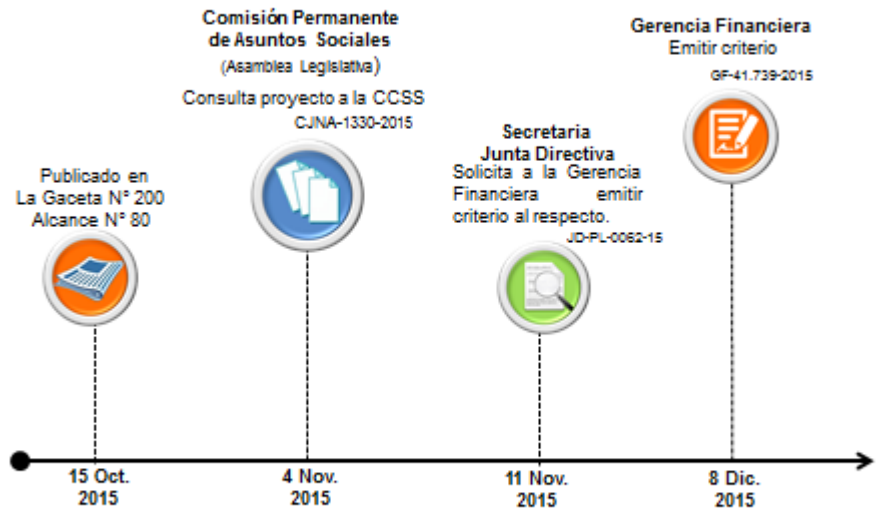 Publicado en
La Gaceta N° 200
Alcance N° 80
15 Oct.
2015
Comisión Permanente
de Asuntos Sociales
(Asamblea Legislativa)
Consulta proyecto a la CCSS
CJNA-1330-2015
4 Nov.
2015
Secretaria
Junta Directiva
Solicita a la Gerencia
Financiera emitir
criterio al respecto.
JD-PL-0062-15
11 Nov.
2015
Gerencia Financiera
Emitir criterio
GF-41.739-2015
8 Dic.
2015